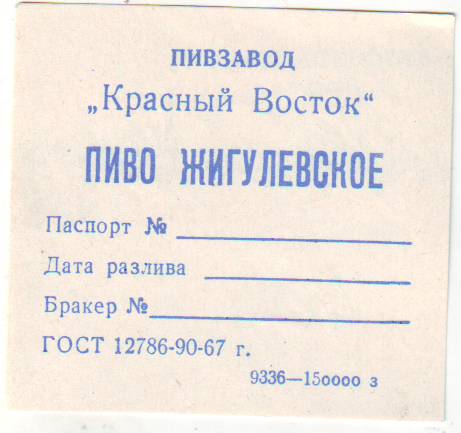 ПИВЗАВОД
„Красный Восток“
ПИВО ЖИГУЛЕВСКОЕ
Паспорт №
Дата разлива
Бракер №
ГОСТ 12786-90-67 г.
9336—150000 з